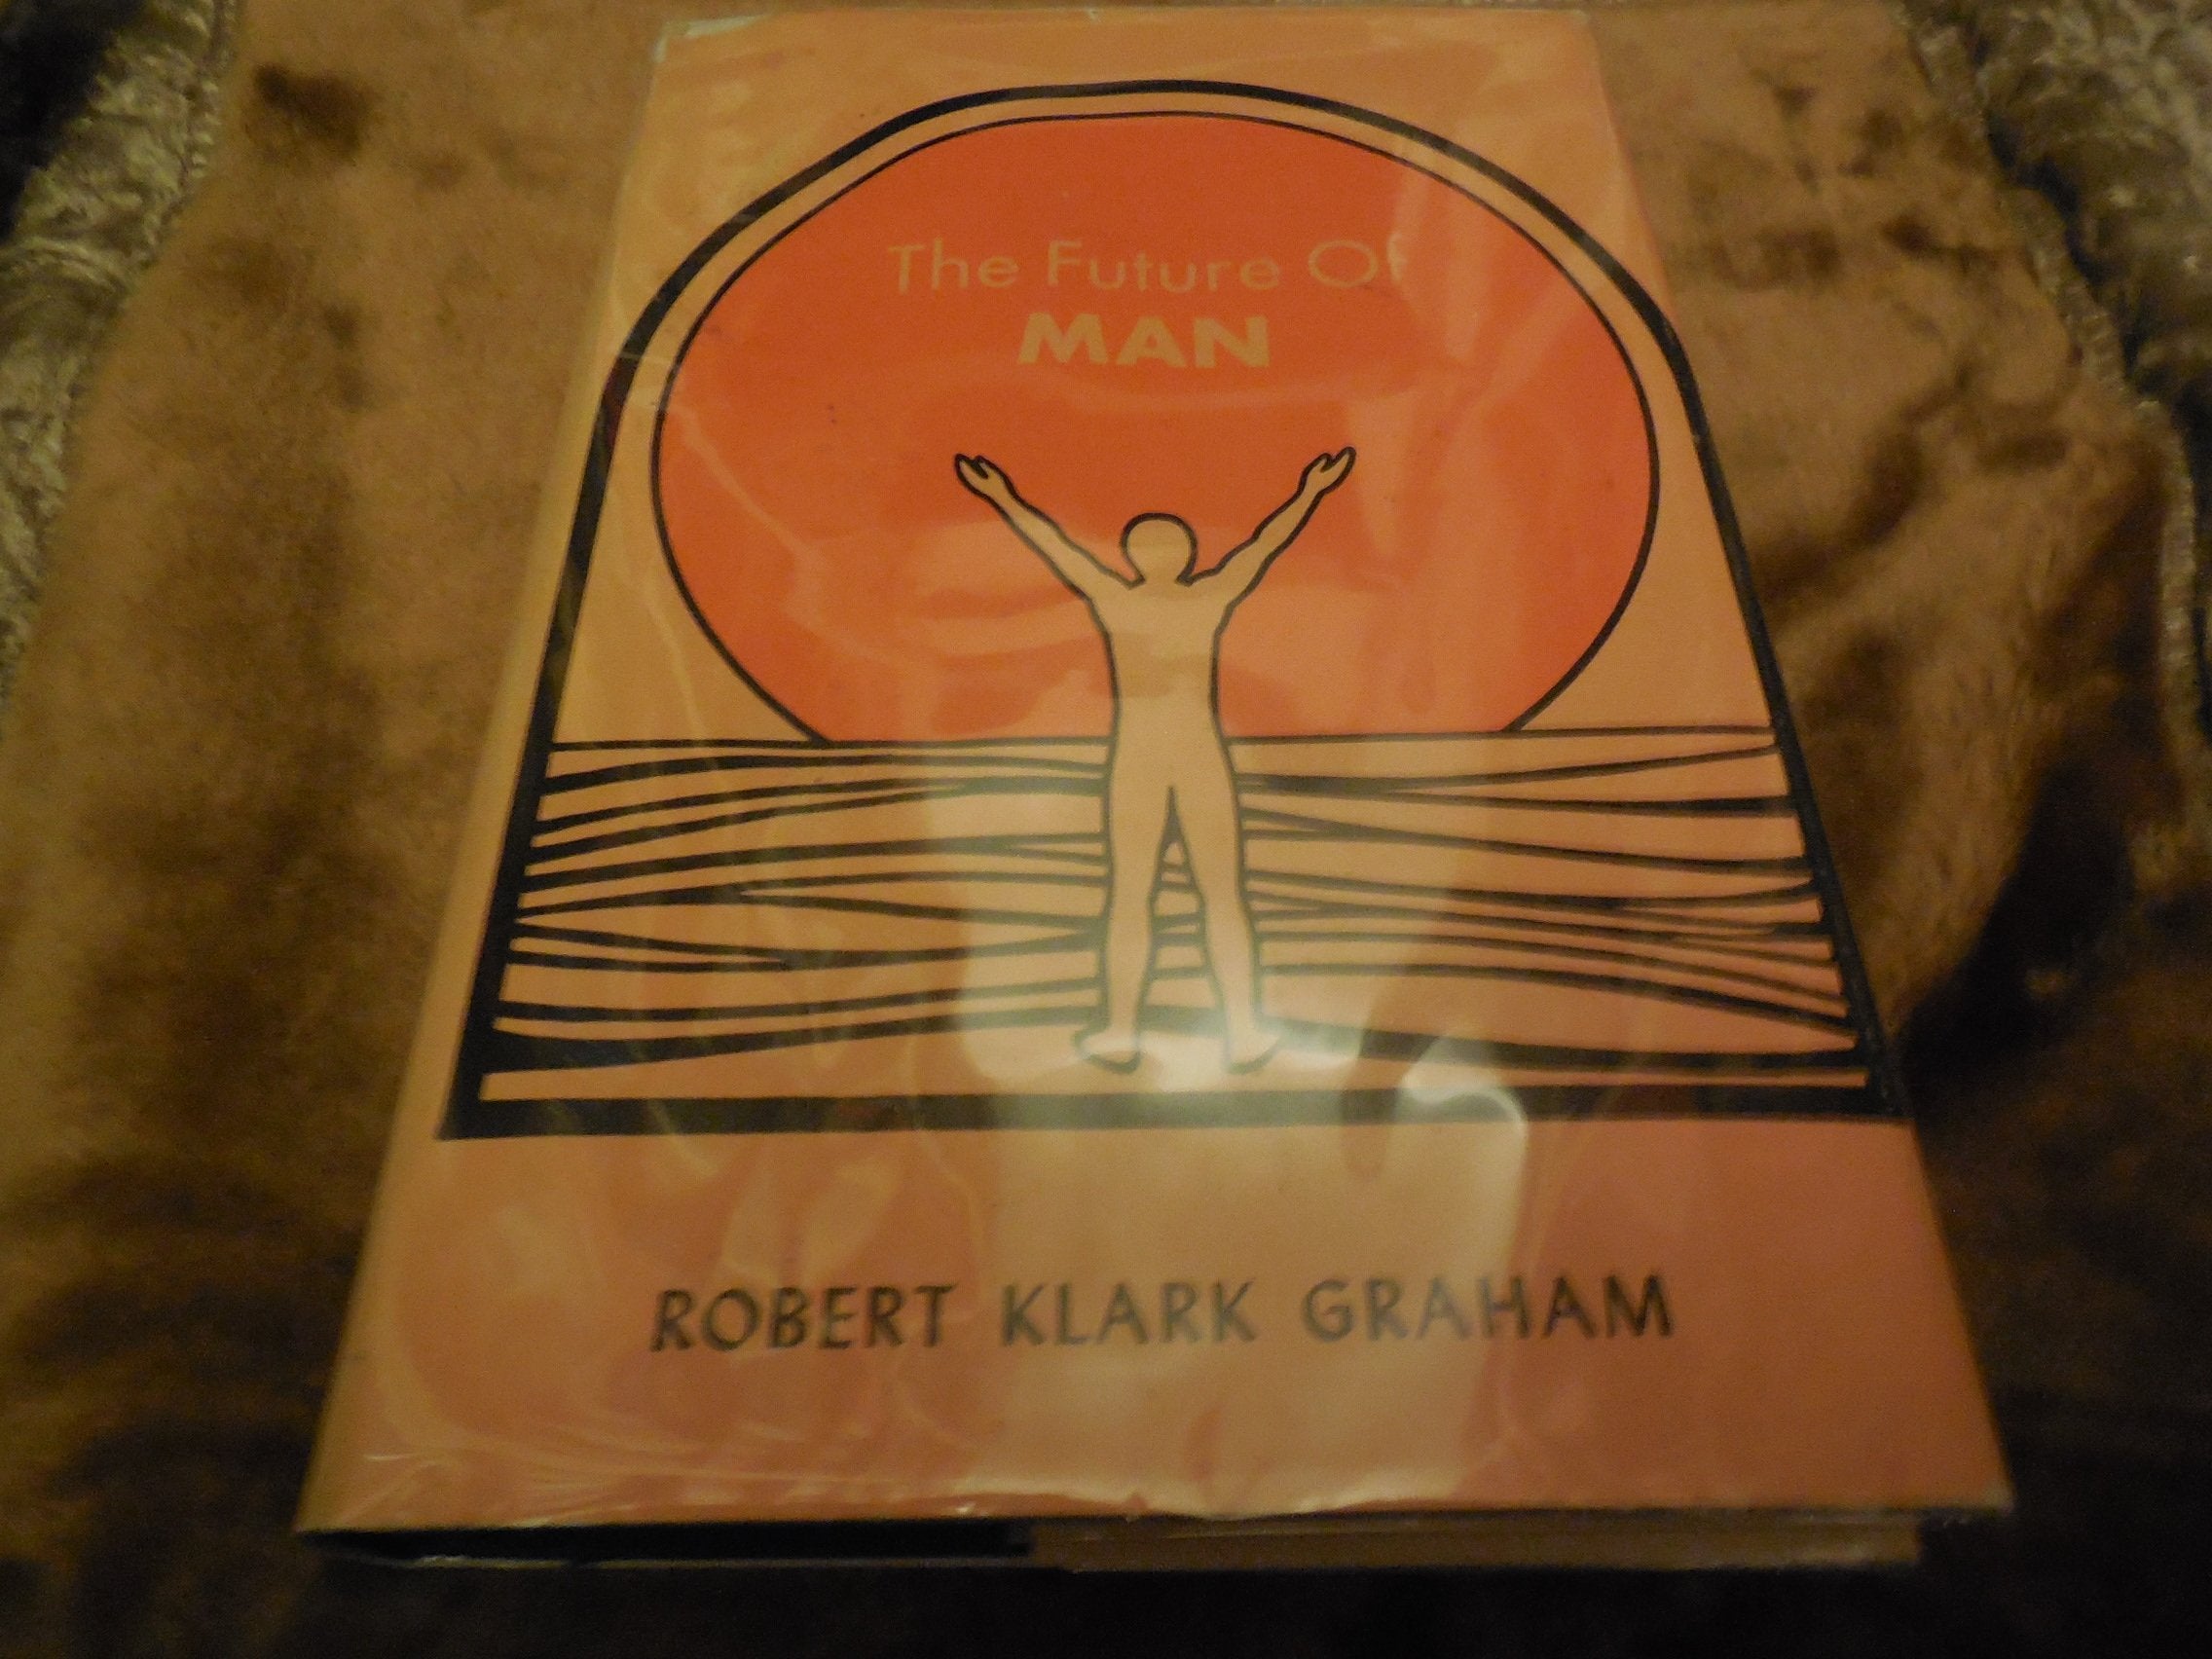 The Future Of
MAN
ROBERT KLARK GRAHAM